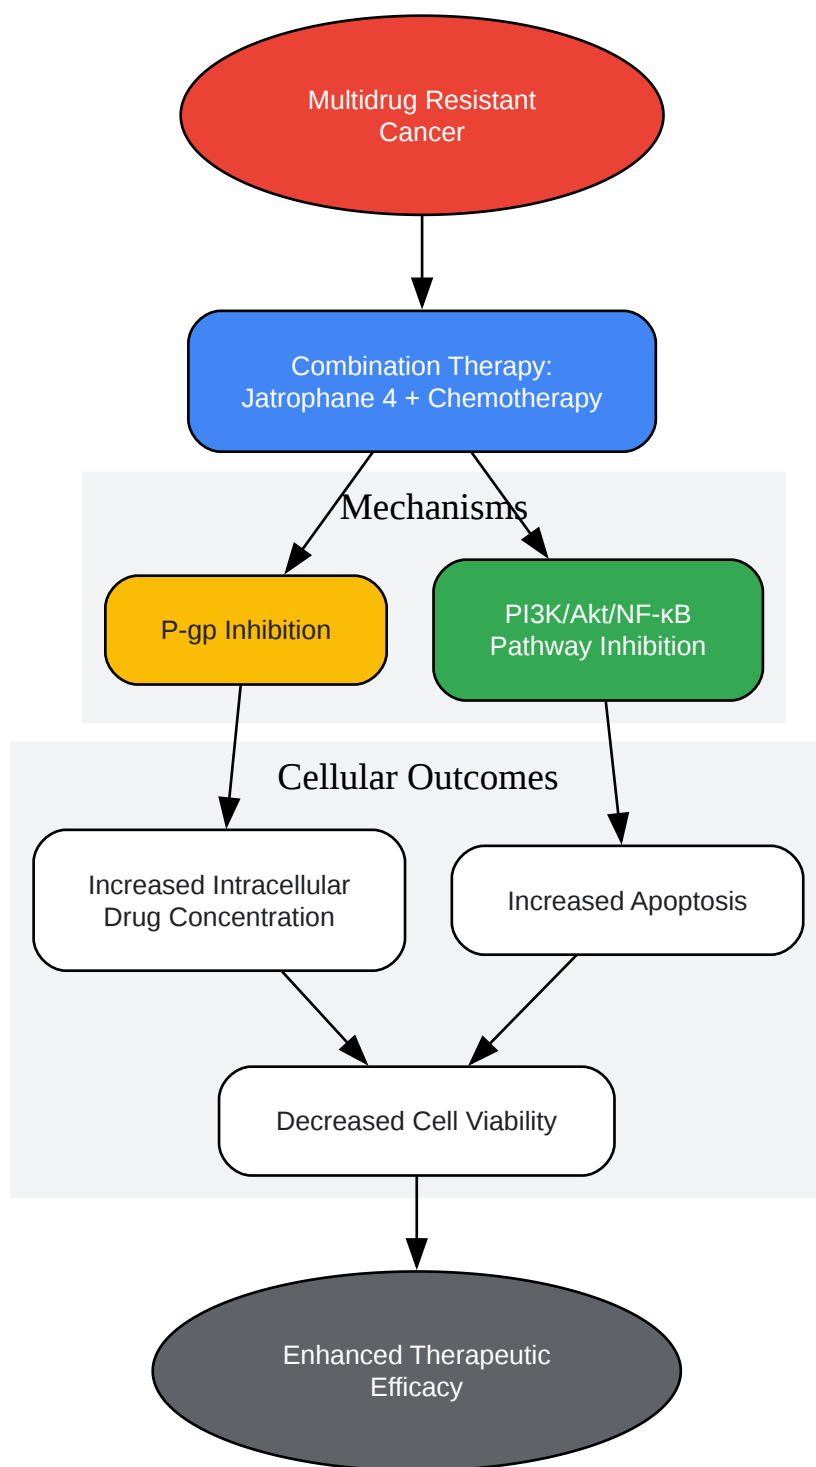 Multidrug Resistant
Cancer
Combination Therapy:
Jatrophane 4 + Chemotherapy
Mechanisms
P-gp Inhibition
PI3K/Akt/NF-κB
Pathway Inhibition
Cellular Outcomes
Increased Intracellular
Drug Concentration
Increased Apoptosis
Decreased Cell Viability
Enhanced Therapeutic
Efficacy